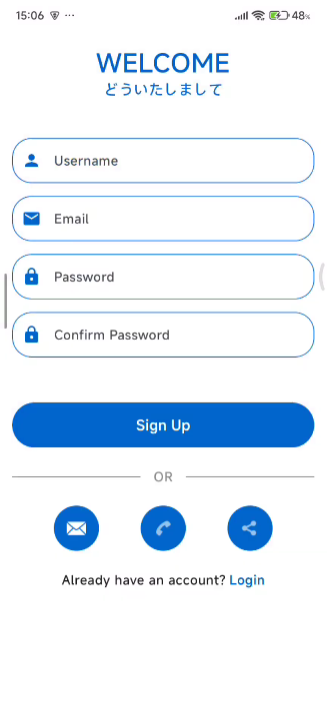 15:06 ... 48%
WELCOME
どういたしまして
Username
Email
Password
Confirm Password
Sign Up
OR
Already have an account? Login